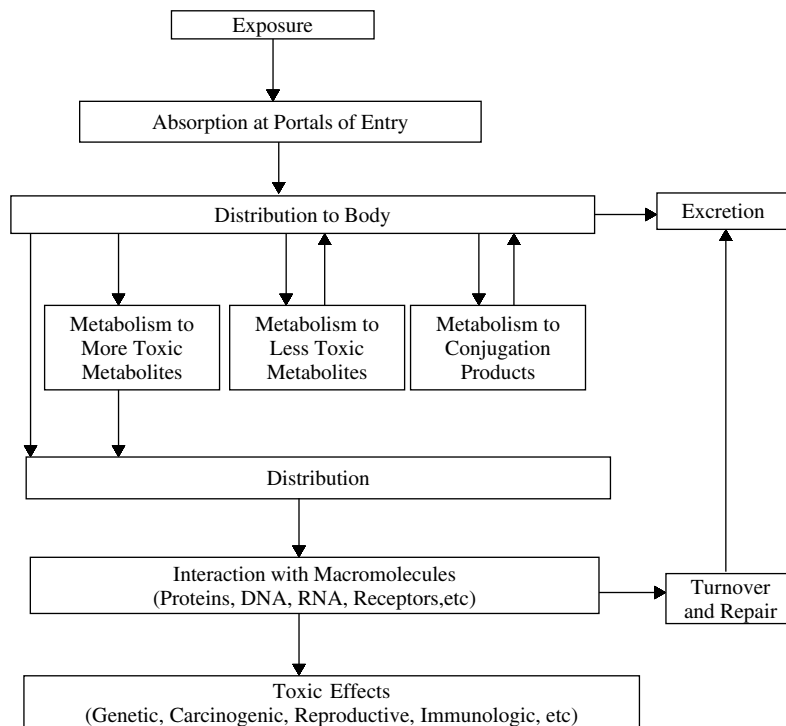 Exposure
Absorption at Portals of Entry
Distribution to Body
Excretion
Metabolism to
More Toxic
Metabolites
Metabolism to
Less Toxic
Metabolites
Metabolism to
Conjugation
Products
Distribution
Interaction with Macromolecules
(Proteins, DNA, RNA, Receptors,etc)
Turnover
and Repair
Toxic Effects
(Genetic, Carcinogenic, Reproductive, Immunologic, etc)